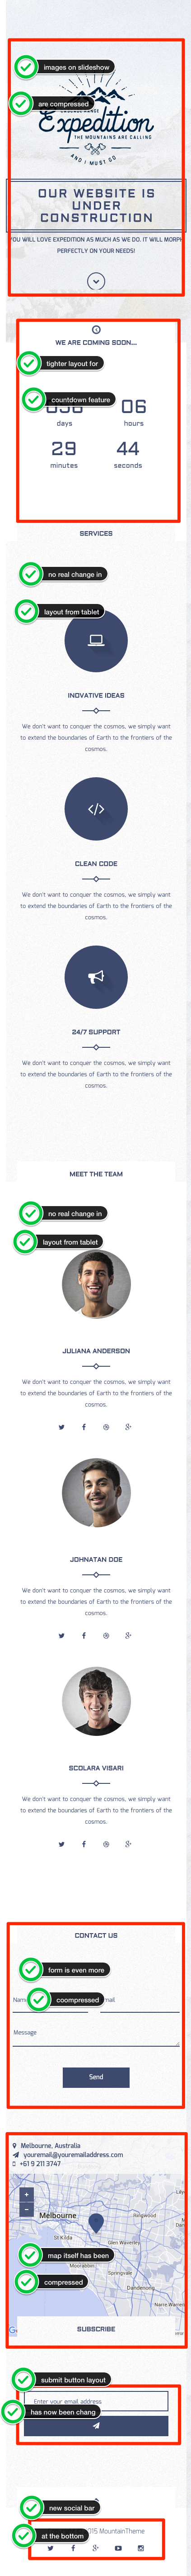 images on slideshow
are compressed
Expedition
THE MOUNTAINS ARE CALLING
AND I MUST GO
OUR WEBSITE IS
UNDER
CONSTRUCTION
YOU WILL LOVE EXPEDITION AS MUCH AS WE DO. IT WILL MORPH
PERFECTLY ON YOUR NEEDS!
WE ARE COMING SOON...
tighter layout for
countdown feature
06
days
hours
29
44
minutes
seconds
SERVICES
no real change in
layout from tablet
INOVATIVE IDEAS
We don't want to conquer the cosmos, we simply want
to extend the boundaries of Earth to the frontiers of the
cosmos.
CLEAN CODE
We don't want to conquer the cosmos, we simply want
to extend the boundaries of Earth to the frontiers of the
cosmos.
24/7 SUPPORT
We don't want to conquer the cosmos, we simply want
to extend the boundaries of Earth to the frontiers of the
cosmos.
MEET THE TEAM
no real change in
layout from tablet
JULIANA ANDERSON
We don't want to conquer the cosmos, we simply want
to extend the boundaries of Earth to the frontiers of the
cosmos.
JOHNATAN DOE
We don't want to conquer the cosmos, we simply want
to extend the boundaries of Earth to the frontiers of the
cosmos.
SCOLARA VISARI
We don't want to conquer the cosmos, we simply want
to extend the boundaries of Earth to the frontiers of the
cosmos.
CONTACT US
form is even more
coompressed
Message
Send
Melbourne, Australia
youremail@youremailaddress.com
+61 9 211 3747
Melbourne
Ringwood
St Kilda
Glen Waverley
map itself has been
Moorabbin
Springvale
compressed
Dandenong
Narre Warren
SUBSCRIBE
submit button layout
Enter your email address
has now been chang
new social bar
at the bottom
2015 MountainTheme